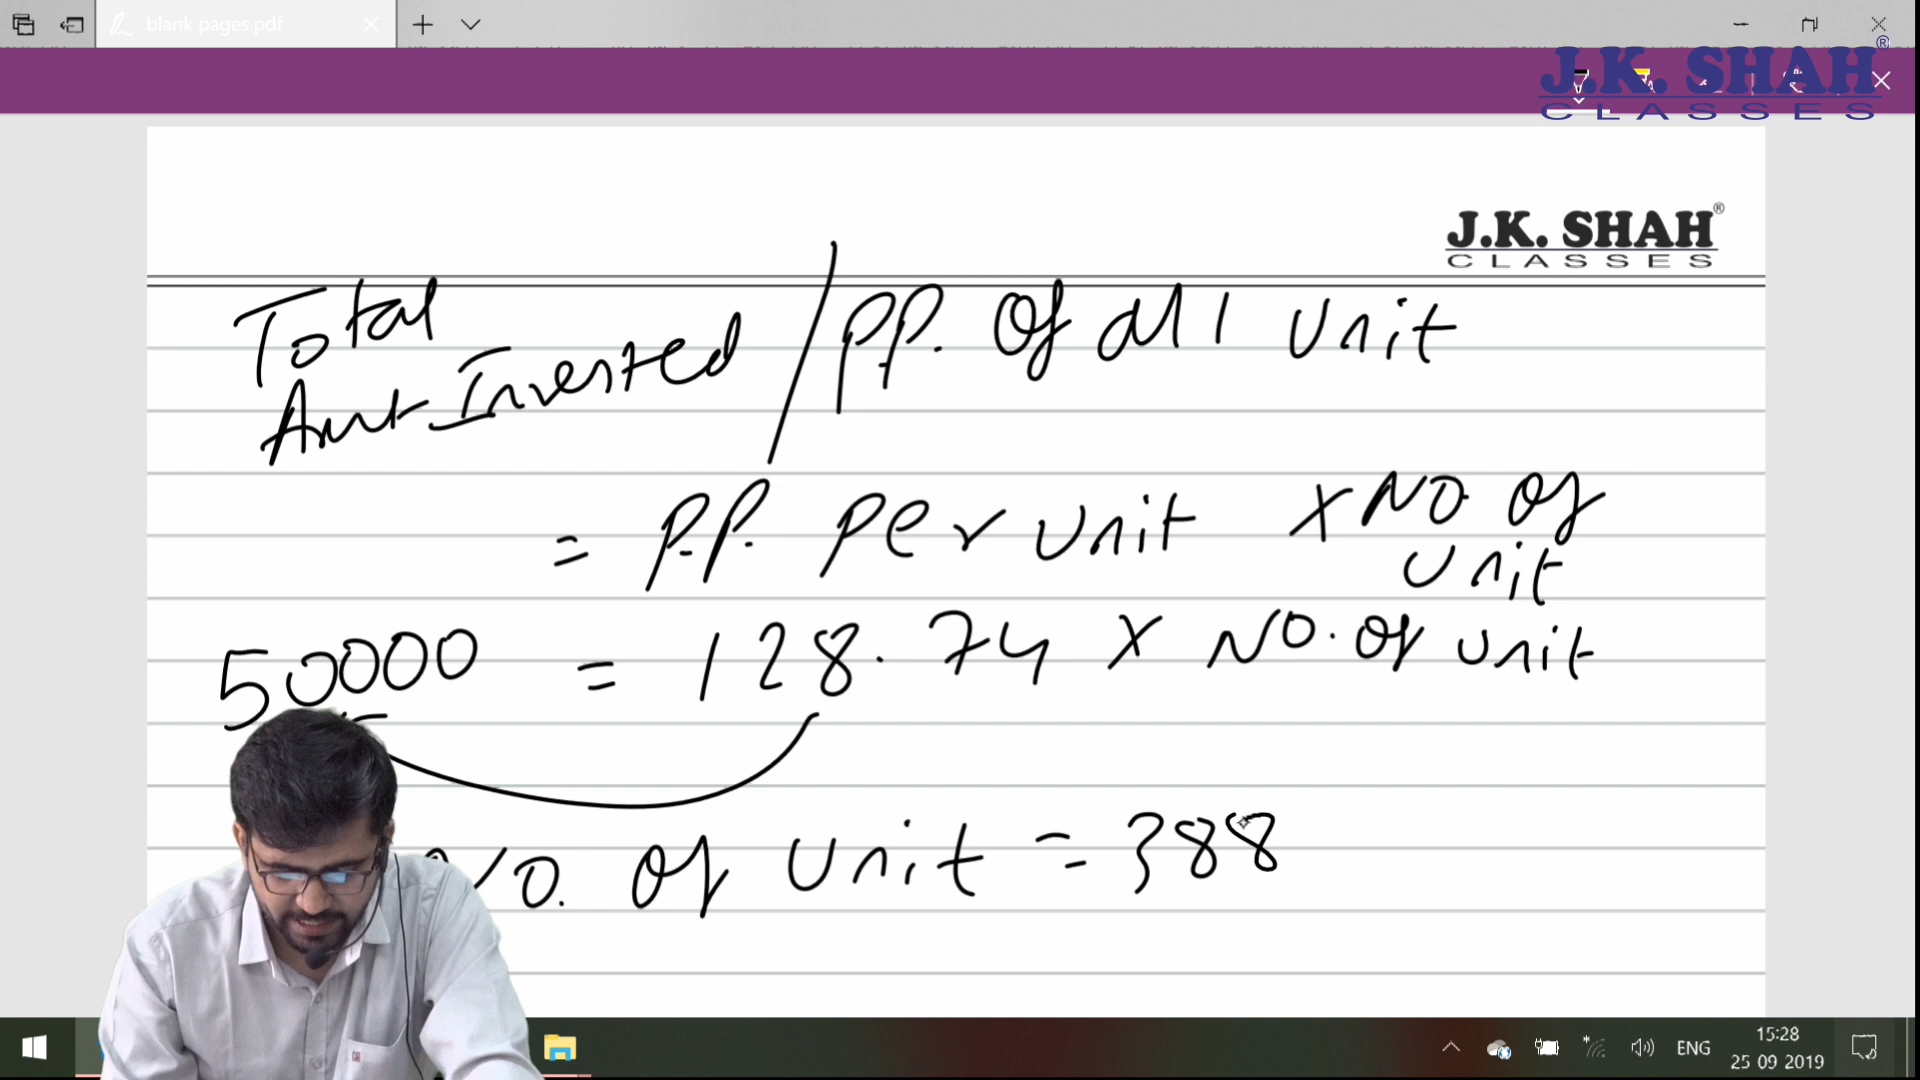 blank pages.pdf
J.K. SHAH®
CLASSES
J.K. SHAH®
CLASSES
Total
Amt. Invested / P.P. Of all Unit
= P.P. Per unit x No Of
unit
50000 = 128.74 x No. of unit
No. of unit = 388
ENG
15:28
25 09 2019